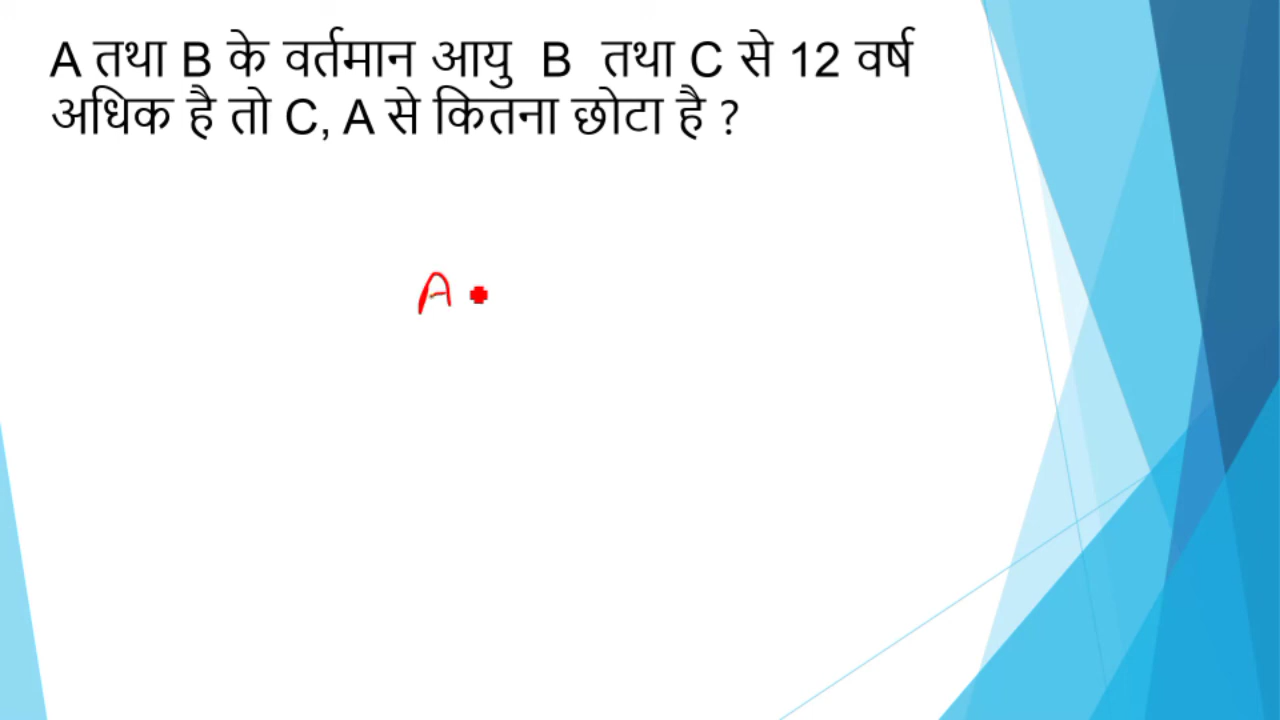 A तथा B के वर्तमान आयु B तथा C से 12 वर्ष
अधिक है तो C, A से कितना छोटा है ?
A